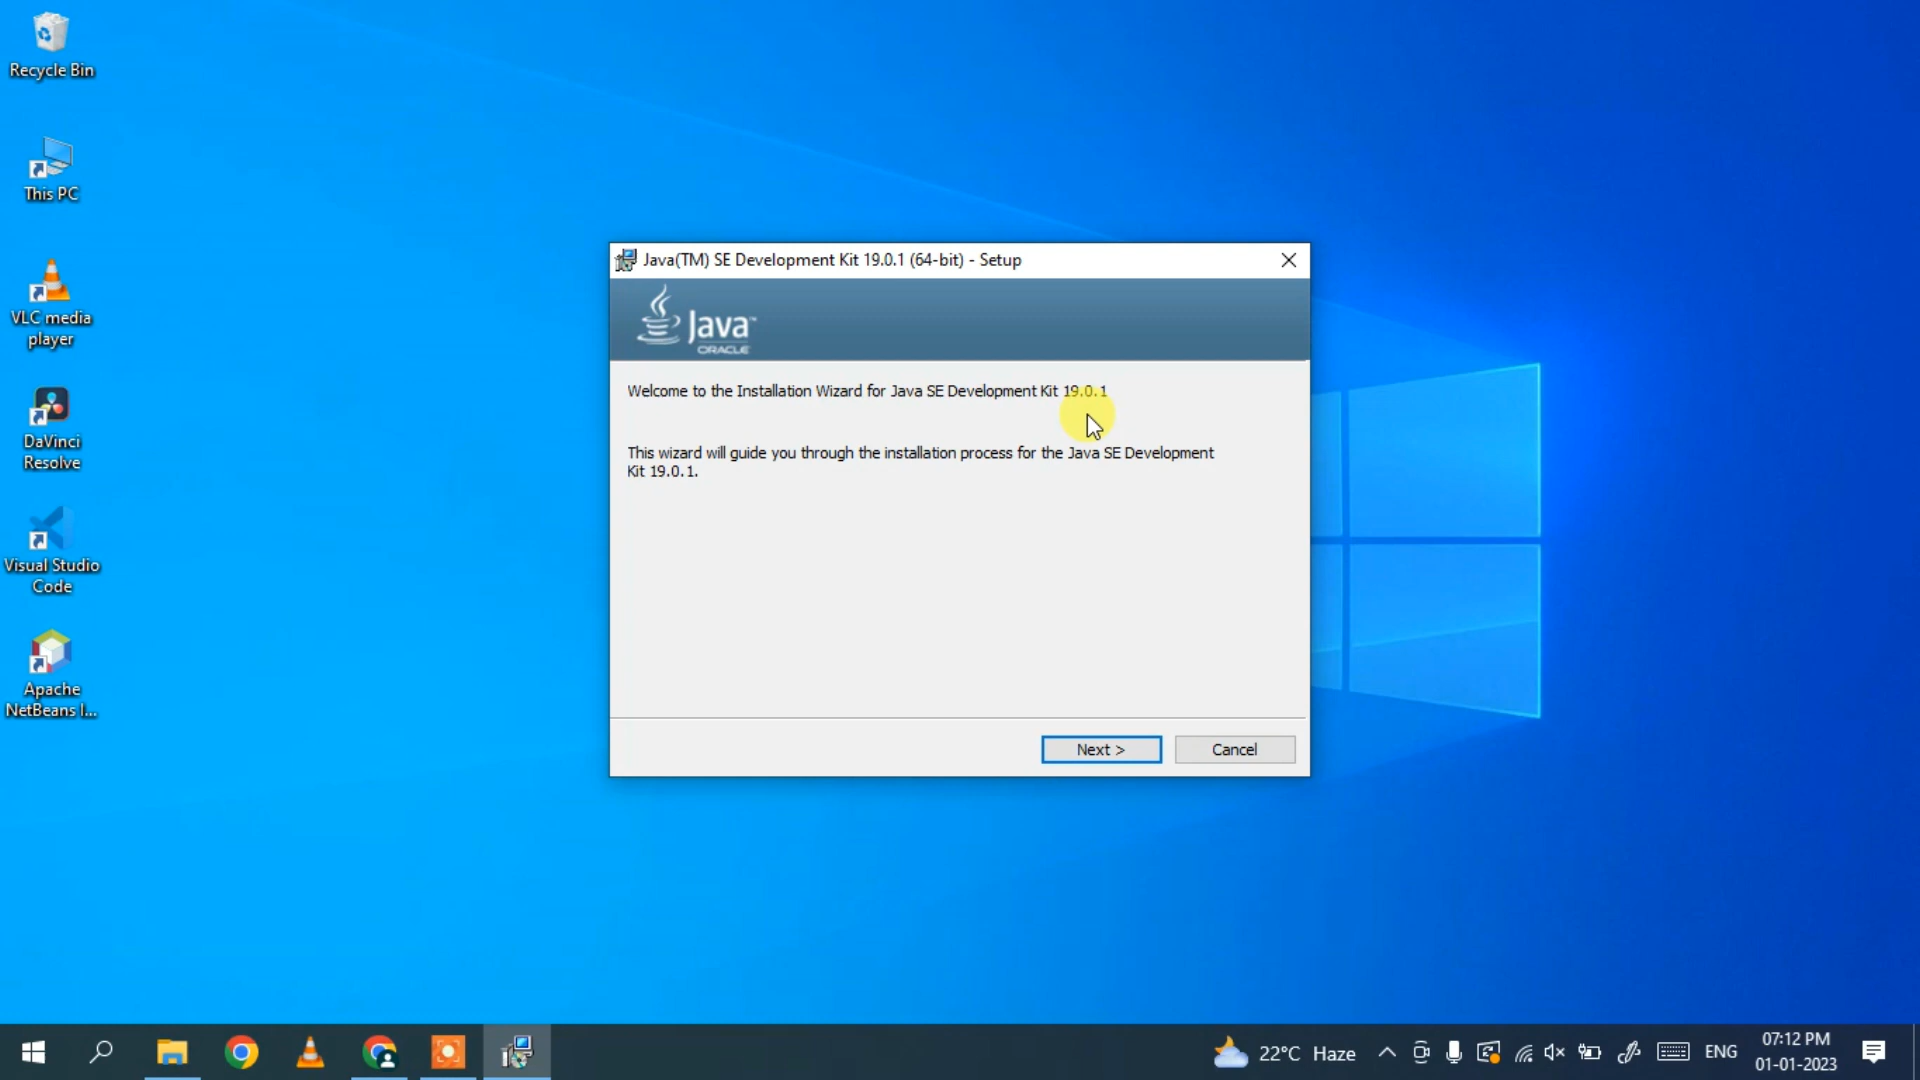 Recycle Bin
This PC
VLC media
player
DaVinci
Resolve
Visual Studio
Code
Apache
NetBeans I...
Java(TM) SE Development Kit 19.0.1 (64-bit) - Setup
Java™
ORACLE
Welcome to the Installation Wizard for Java SE Development Kit 19.0.1
This wizard will guide you through the installation process for the Java SE Development
Kit 19.0.1.
Next >
Cancel
22°C Haze
ENG
07:12 PM
01-01-2023